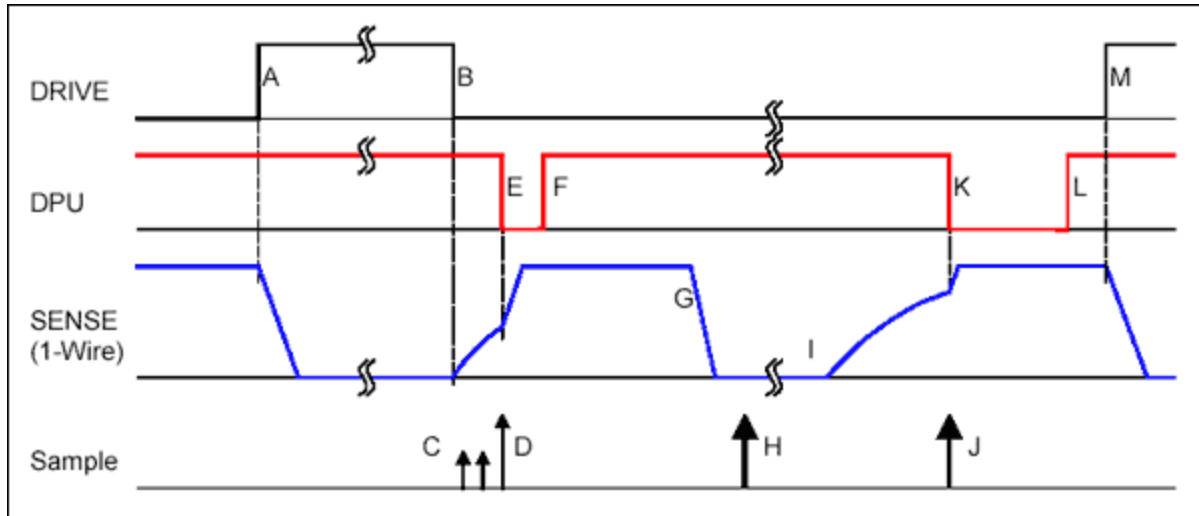 DRIVE A B M
DPU E F K L
SENSE
(1-Wire) G I
Sample C D H J